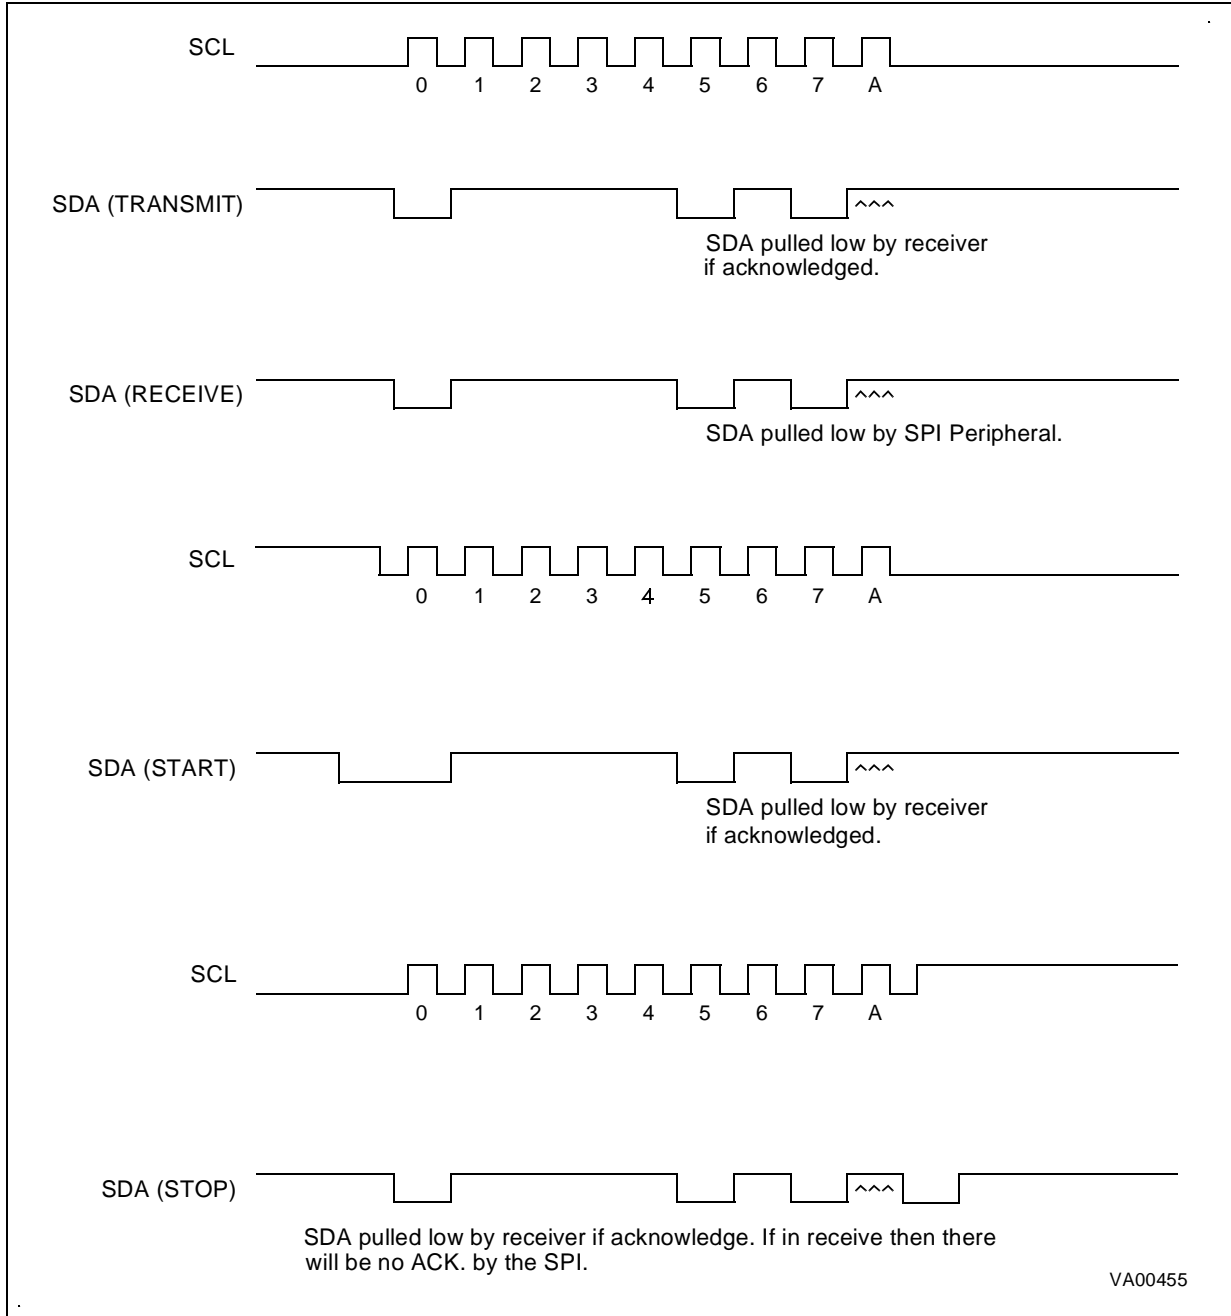 SCL
0 1 2 3 4 5 6 7 A
SDA (TRANSMIT)
SDA pulled low by receiver
if acknowledged.
SDA (RECEIVE)
SDA pulled low by SPI Peripheral.
SCL
0 1 2 3 4 5 6 7 A
SDA (START)
SDA pulled low by receiver
if acknowledged.
SCL
0 1 2 3 4 5 6 7 A
SDA (STOP)
SDA pulled low by receiver if acknowledge. If in receive then there
will be no ACK. by the SPI.
VA00455